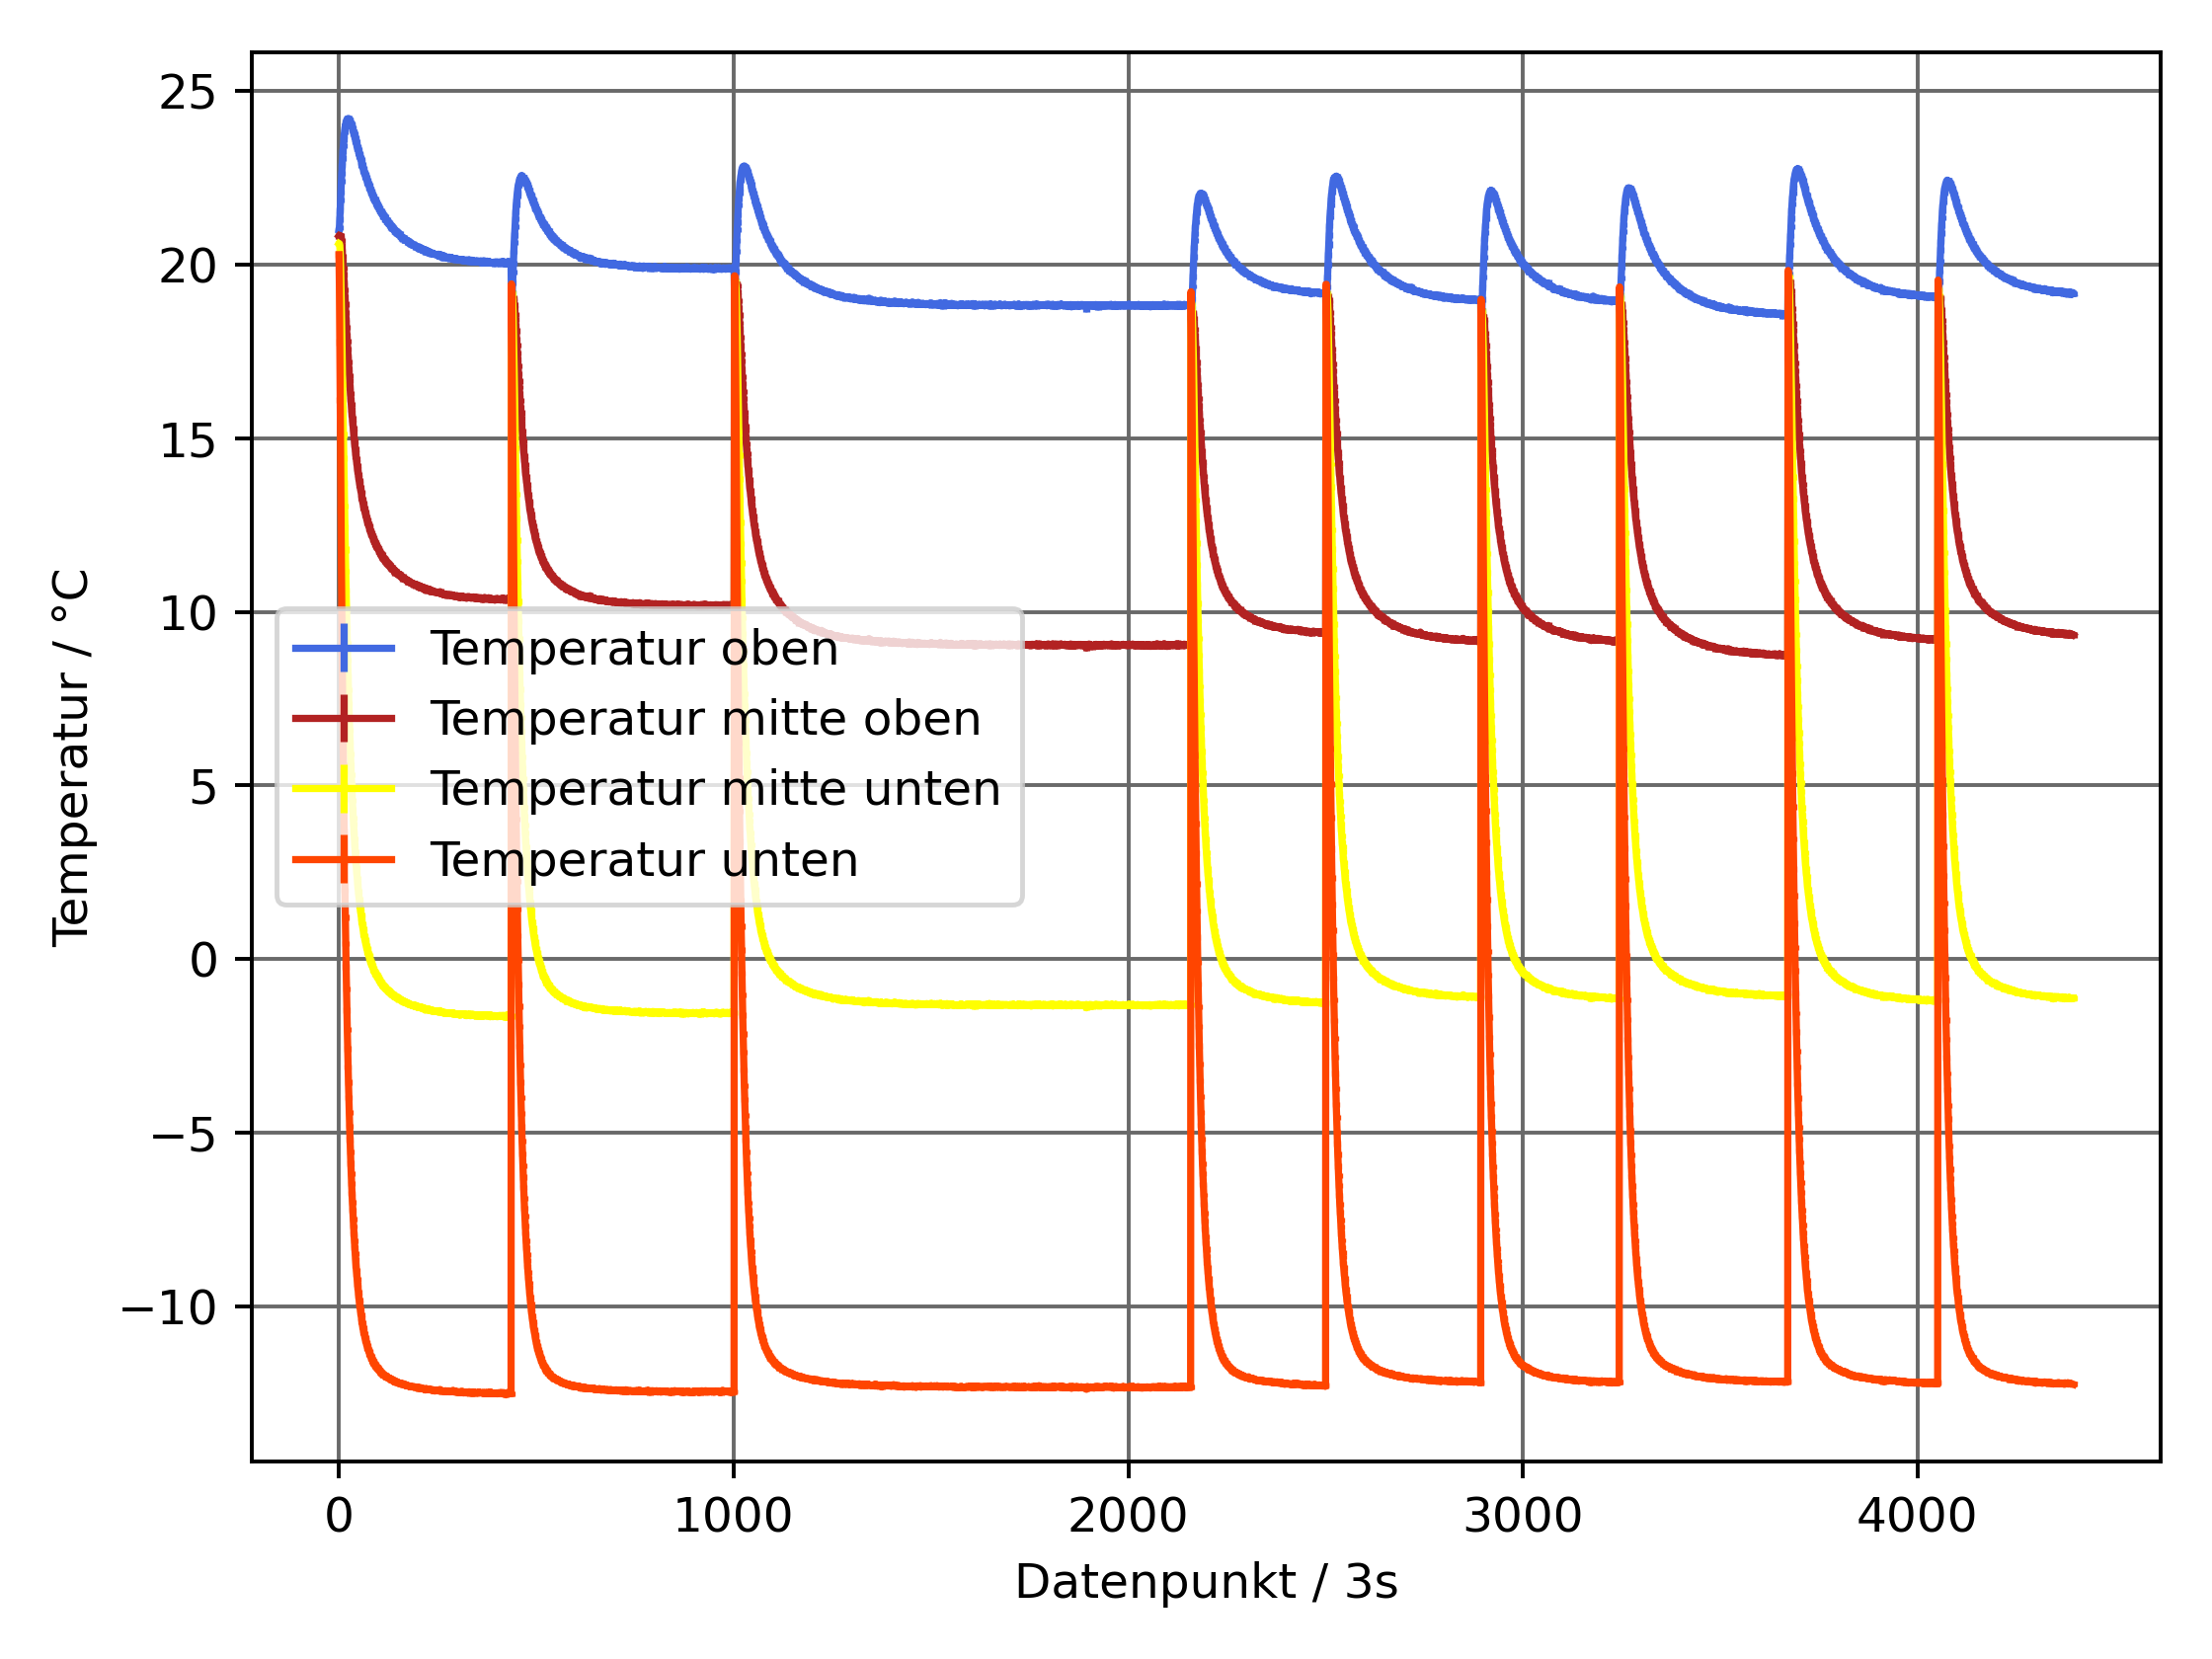 25
20
15
10
5
0
−5
−10
Temperatur / °C
Temperatur oben
Temperatur mitte oben
Temperatur mitte unten
Temperatur unten
0
1000
2000
3000
4000
Datenpunkt / 3s